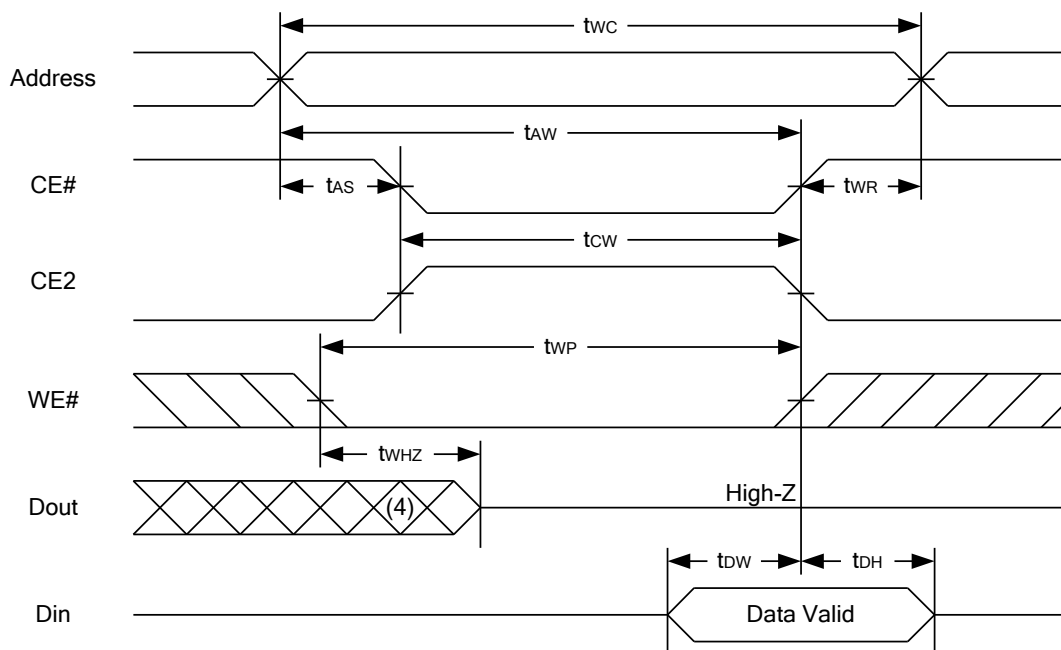 tWC
Address
tAW
CE#
tAS
tWR
tCW
CE2
tWP
WE#
tWHZ
Dout
(4)
High-Z
tDW
tDH
Din
Data Valid